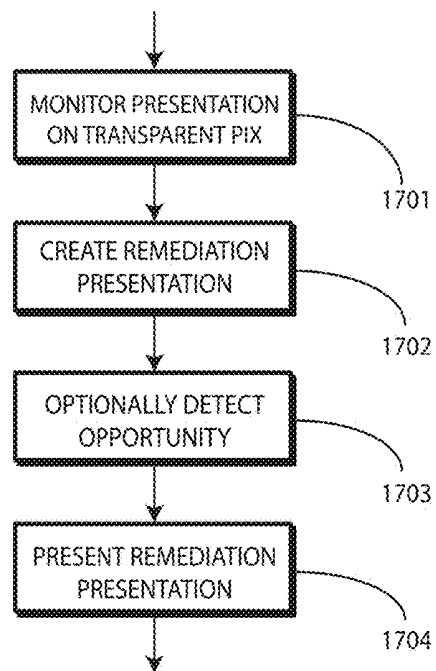 MONITOR PRESENTATION
ON TRANSPARENT PIX
1701
CREATE REMEDIATION
PRESENTATION
1702
OPTIONALLY DETECT
OPPORTUNITY
1703
PRESENT REMEDIATION
PRESENTATION
1704